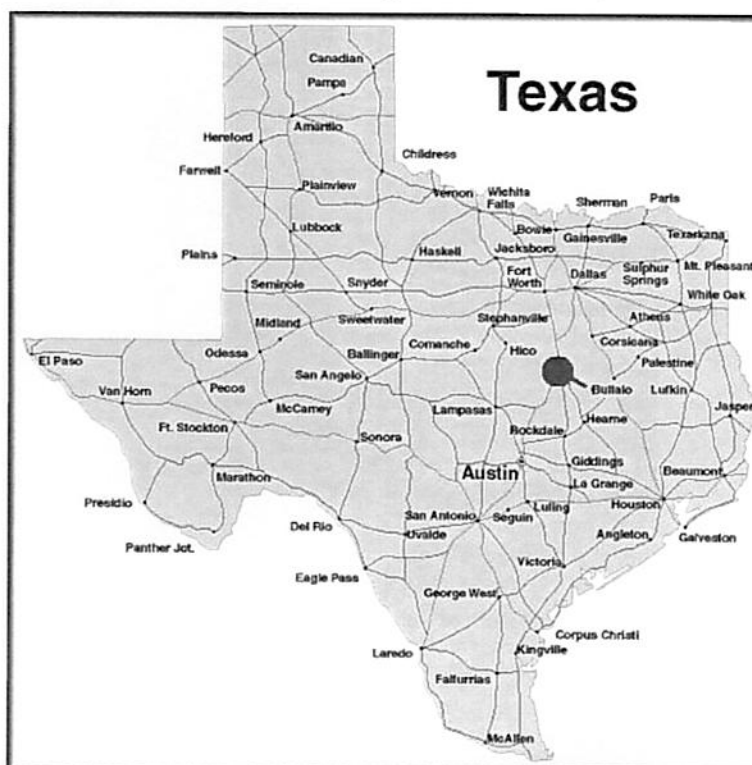 Texas
Canadian
Pampa
Amarillo
Hereford
Childress
Farwell
Plainview
Vernon
Wichita
Falls
Sherman
Paris
Bowie
Gainesville
Texarkana
Lubbock
Plains
Haskell
Jacksboro
Mt. Pleasant
Fort
Worth
Dallas
Sulphur
Springs
Seminole
Snyder
White Oak
Midland
Sweetwater
Stephanville
Athens
Corsicana
El Paso
Odessa
Ballinger
Comanche
Hico
Palestine
Van Horn
Pecos
San Angelo
Buffalo
Lufkin
McCamey
Lampasas
Jasper
Ft. Stockton
Sonora
Rockdale
Hearne
Austin
Giddings
Beaumont
Marathon
La Grange
Presidio
Del Rio
San Antonio
Seguin
Luling
Houston
Panther Jct.
Uvalde
Angleton
Galveston
Eagle Pass
Victoria
George West
Laredo
Corpus Christi
Kingville
Falfurrias
McAllen